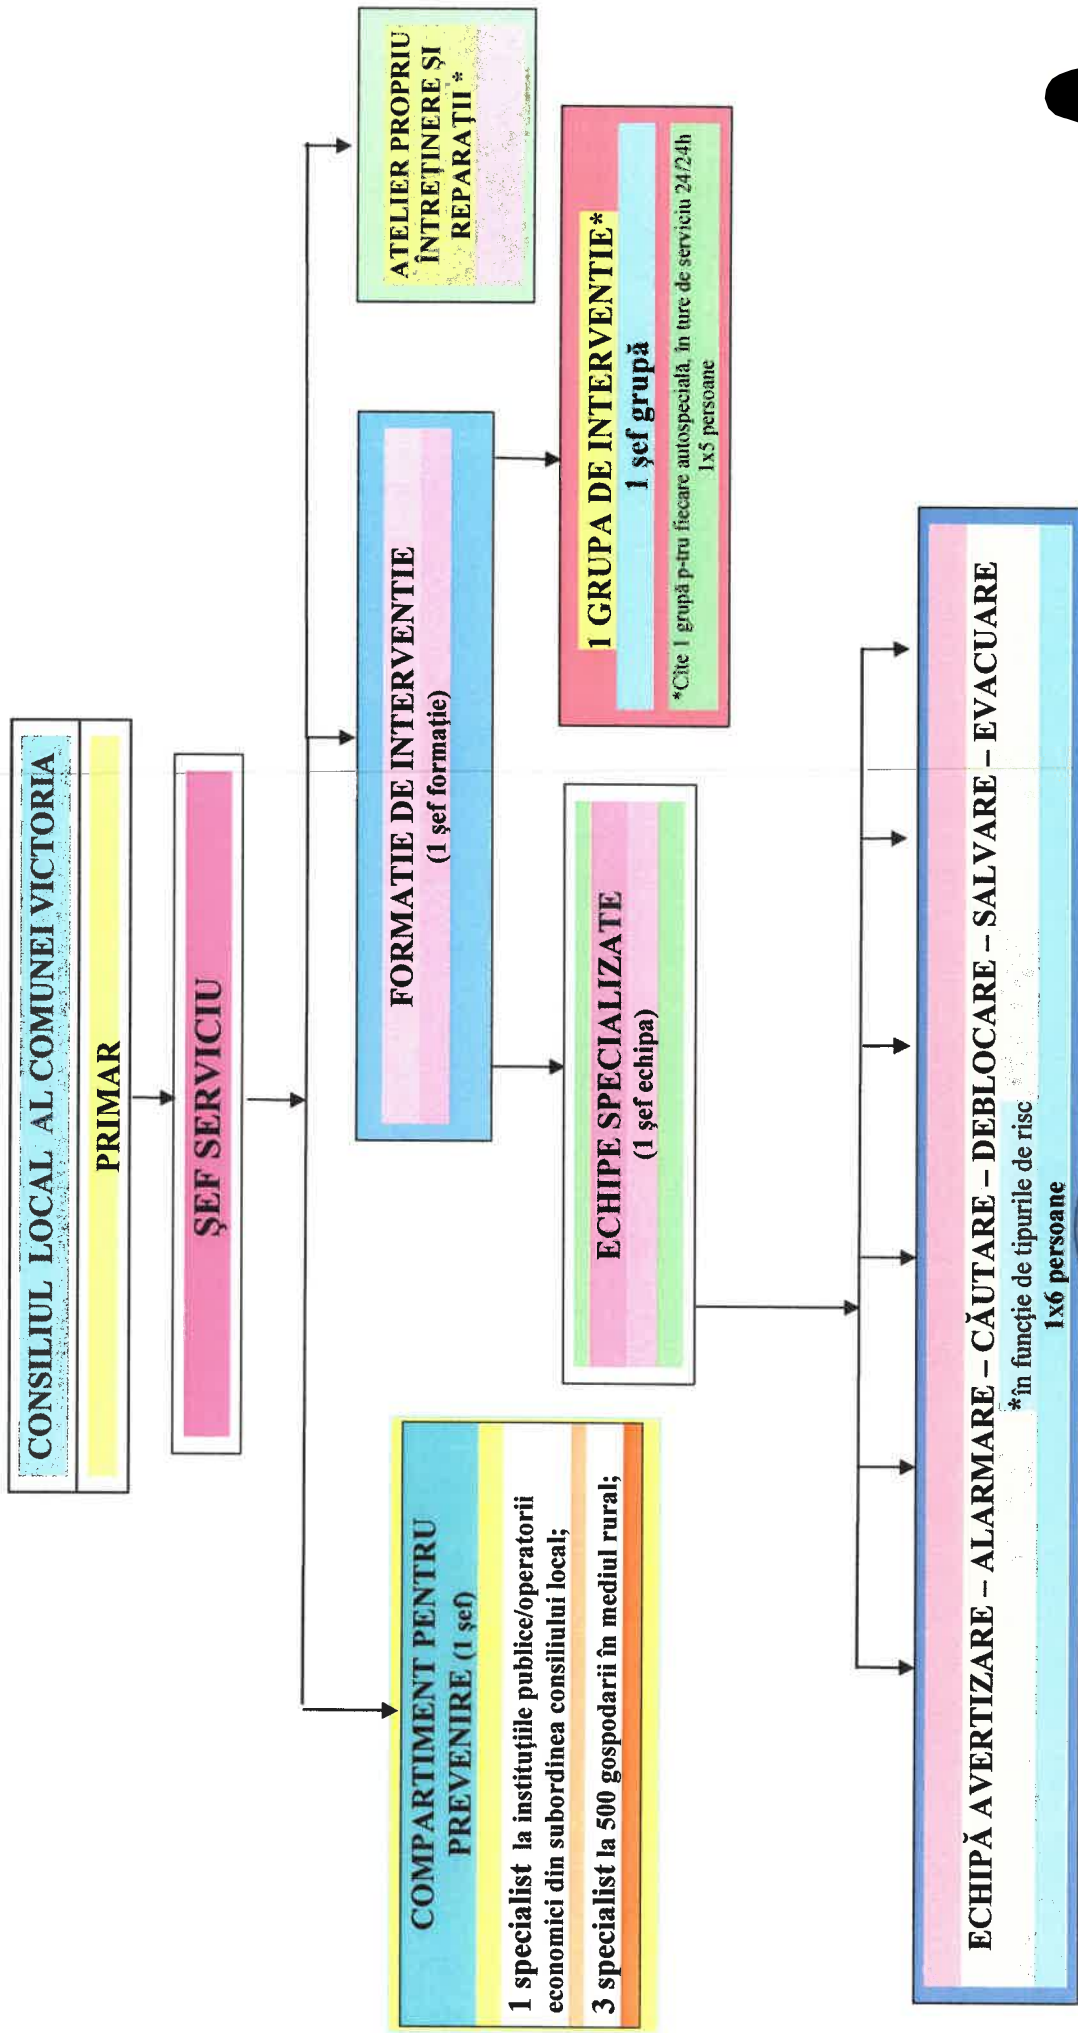 CONSILIUL LOCAL AL COMUNEI VICTORIA
PRIMAR
ŞEF SERVICIU
COMPARTIMENT PENTRU
PREVENIRE (1 şef)
1 specialist la instituţiile publice/operatorii
economici din subordinea consiliului local;
3 specialist la 500 gospodarii în mediul rural;
FORMATIE DE INTERVENTIE
(1 şef formaţie)
ATELIER PROPRIU
ÎNTREŢINERE ŞI
REPARAŢII *
ECHIPE SPECIALIZATE
(1 şef echipa)
1 GRUPA DE INTERVENTIE*
1 şef grupă
*Cite 1 grupă p-tru fiecare autospecială, în ture de serviciu 24/24h
1x5 persoane
ECHIPĂ AVERTIZARE – ALARMARE – CĂUTARE – DEBLOCARE – SALVARE – EVACUARE
*în funcţie de tipurile de risc
1x6 persoane